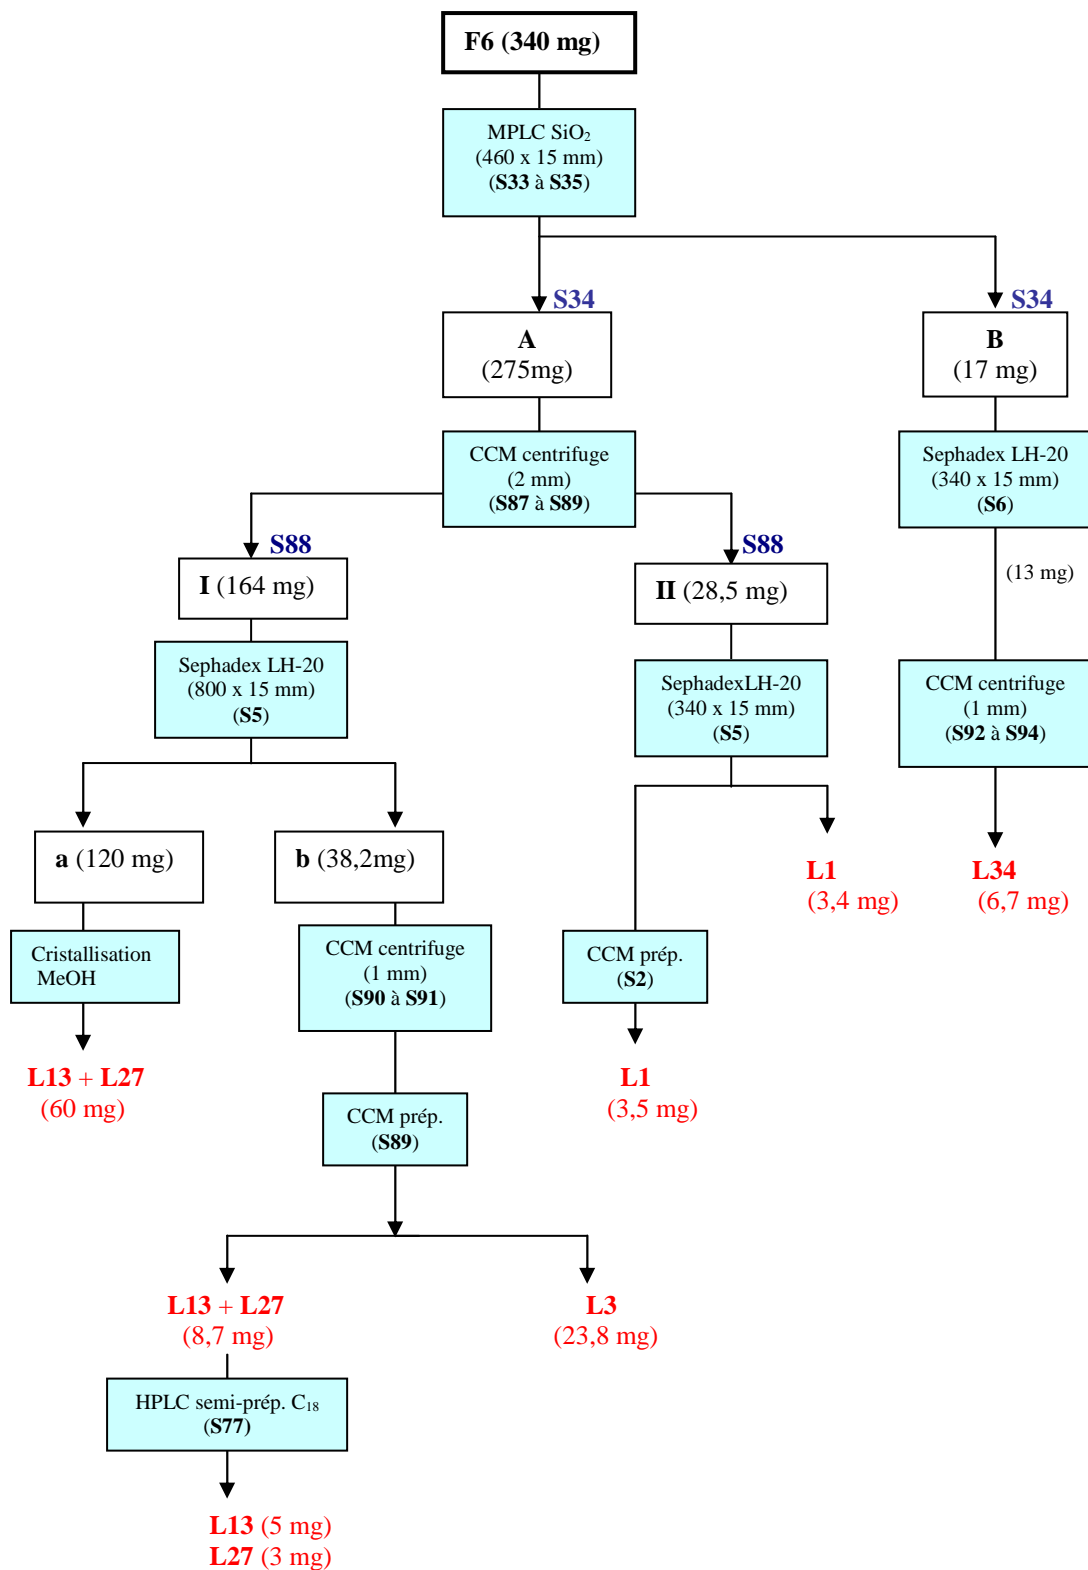 F6 (340 mg)
MPLC SiO₂
(460 x 15 mm)
(S33 à S35)
S34
S34
A
(275mg)
B
(17 mg)
CCM centrifuge
(2 mm)
(S87 à S89)
Sephadex LH-20
(340 x 15 mm)
(S6)
S88
S88
I (164 mg)
II (28,5 mg)
(13 mg)
Sephadex LH-20
(800 x 15 mm)
(S5)
SephadexLH-20
(340 x 15 mm)
(S5)
CCM centrifuge
(1 mm)
(S92 à S94)
a (120 mg)
b (38,2mg)
L1
(3,4 mg)
L34
(6,7 mg)
Cristallisation
MeOH
CCM centrifuge
(1 mm)
(S90 à S91)
CCM prép.
(S2)
L13 + L27
(60 mg)
L1
(3,5 mg)
CCM prép.
(S89)
L13 + L27
(8,7 mg)
L3
(23,8 mg)
HPLC semi-prép. C₁₈
(S77)
L13 (5 mg)
L27 (3 mg)